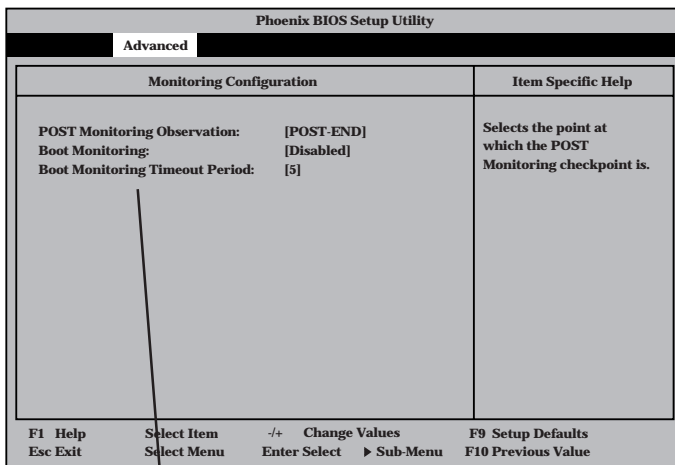 Phoenix BIOS Setup Utility
Advanced
Monitoring Configuration
Item Specific Help
POST Monitoring Observation: [POST-END]
Boot Monitoring: [Disabled]
Boot Monitoring Timeout Period: [5]
Selects the point at
which the POST
Monitoring checkpoint is.
F1 Help Select Item -/+ Change Values F9 Setup Defaults
Esc Exit Select Menu Enter Select ▶ Sub-Menu F10 Previous Value